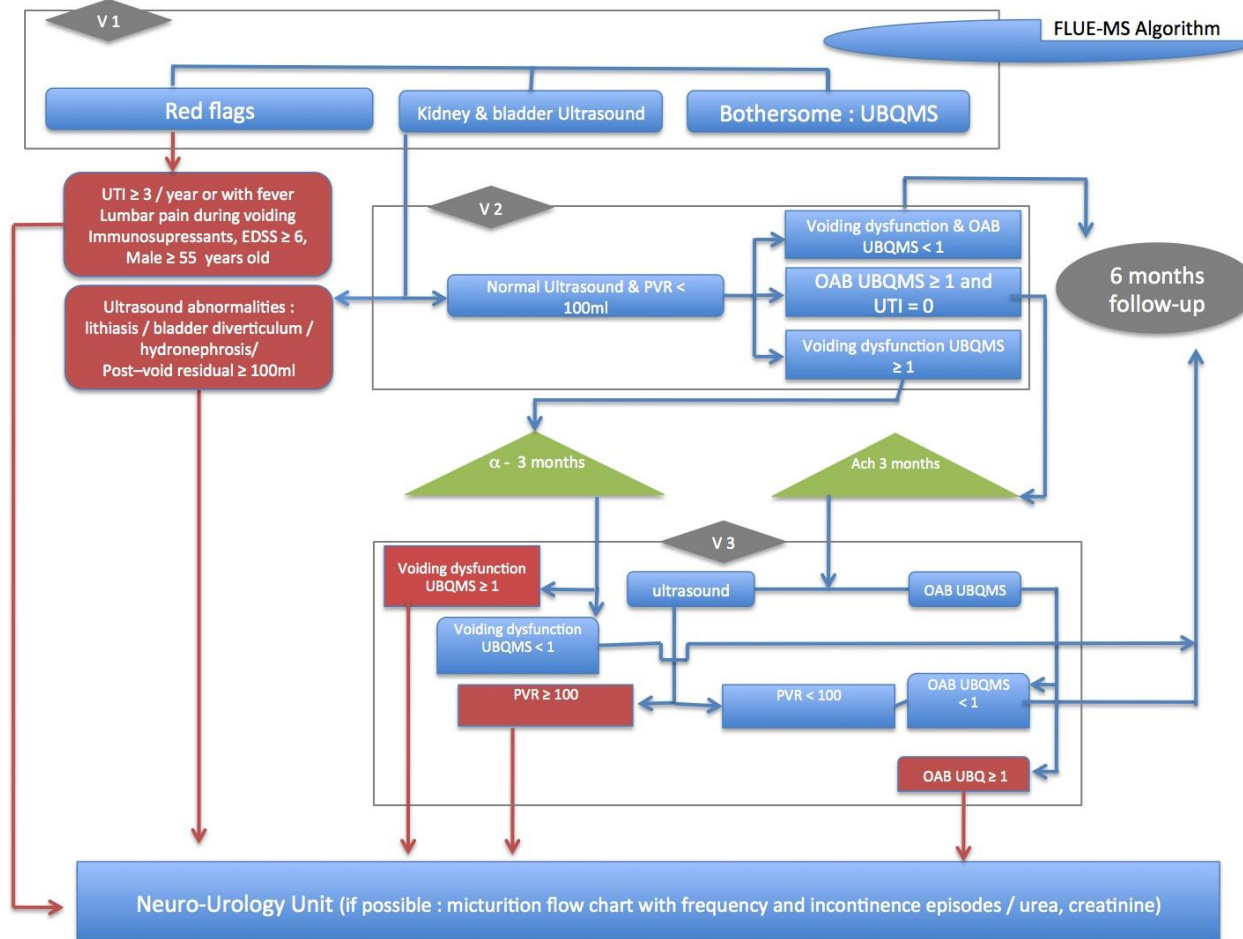 V 1
FLUE-MS Algorithm
Red flags
Kidney & bladder Ultrasound
Bothersome : UBQMS
UTI ≥ 3 / year or with fever
Lumbar pain during voiding
Immunosupressants, EDSS ≥ 6,
Male ≥ 55 years old
Ultrasound abnormalities :
lithiasis / bladder diverticulum /
hydronephrosis/
Post–void residual ≥ 100ml
V 2
Normal Ultrasound & PVR <
100ml
Voiding dysfunction & OAB
UBQMS < 1
OAB UBQMS ≥ 1 and
UTI = 0
Voiding dysfunction UBQMS
≥ 1
6 months
follow-up
α - 3 months
Ach 3 months
V 3
Voiding dysfunction
UBQMS ≥ 1
ultrasound
OAB UBQMS
Voiding dysfunction
UBQMS < 1
PVR ≥ 100
PVR < 100
OAB UBQMS
< 1
OAB UBQ ≥ 1
Neuro-Urology Unit (if possible : micturition flow chart with frequency and incontinence episodes / urea, creatinine)